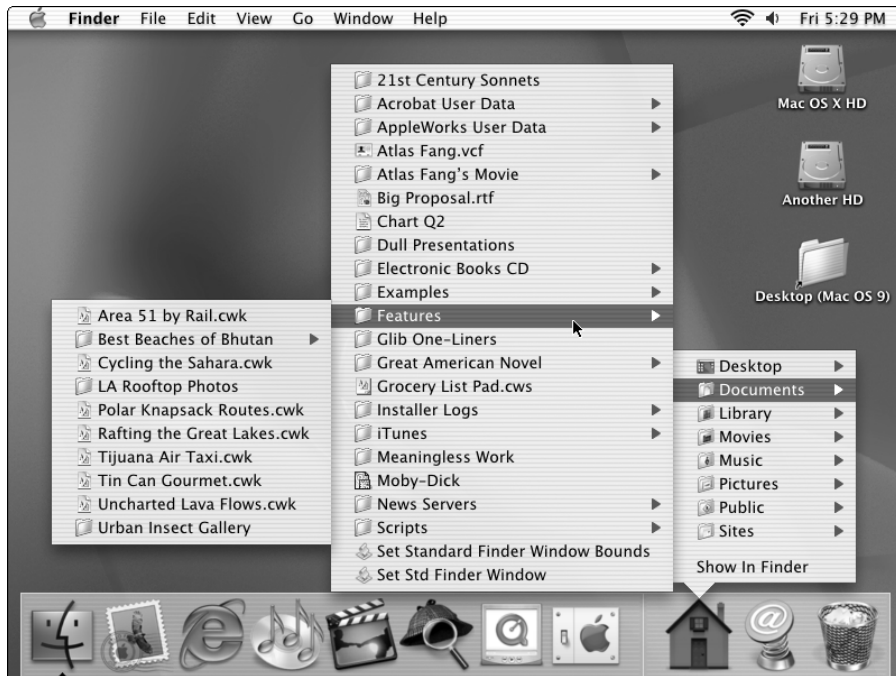 Finder File Edit View Go Window Help Fri 5:29 PM
Mac OS X HD
Another HD
Desktop (Mac OS 9)
21st Century Sonnets
Acrobat User Data
AppleWorks User Data
Atlas Fang.vcf
Atlas Fang's Movie
Big Proposal.rtf
Chart Q2
Dull Presentations
Electronic Books CD
Examples
Features
Glib One-Liners
Great American Novel
Grocery List Pad.cws
Installer Logs
iTunes
Meaningless Work
Moby-Dick
News Servers
Scripts
Set Standard Finder Window Bounds
Set Std Finder Window
Area 51 by Rail.cwk
Best Beaches of Bhutan
Cycling the Sahara.cwk
LA Rooftop Photos
Polar Knapsack Routes.cwk
Rafting the Great Lakes.cwk
Tijuana Air Taxi.cwk
Tin Can Gourmet.cwk
Uncharted Lava Flows.cwk
Urban Insect Gallery
Desktop
Documents
Library
Movies
Music
Pictures
Public
Sites
Show In Finder